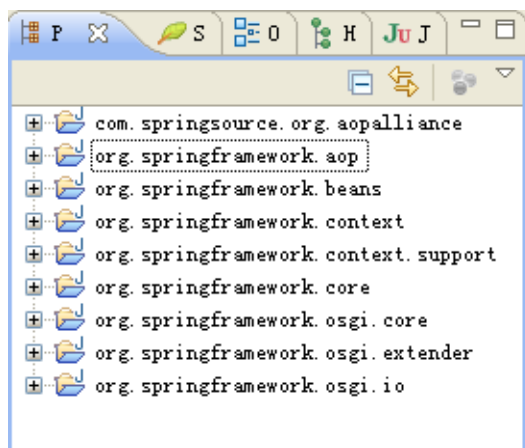 P S O H Ju J
com.springsource.org.aopalliance
org.springframework.aop
org.springframework.beans
org.springframework.context
org.springframework.context.support
org.springframework.core
org.springframework.osgi.core
org.springframework.osgi.extender
org.springframework.osgi.io